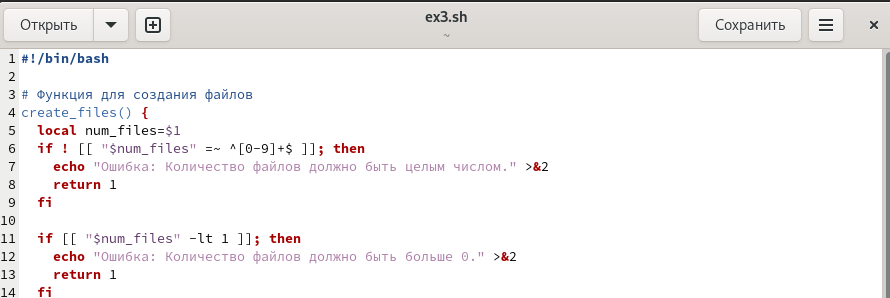 Открыть
ex3.sh
~
Сохранить
1 #!/bin/bash
2
3 # Функция для создания файлов
4 create_files() {
5   local num_files=$1
6   if ! [[ "$num_files" =~ ^[0-9]+$ ]]; then
7     echo "Ошибка: Количество файлов должно быть целым числом." >&2
8     return 1
9   fi
10
11   if [[ "$num_files" -lt 1 ]]; then
12     echo "Ошибка: Количество файлов должно быть больше 0." >&2
13     return 1
14   fi